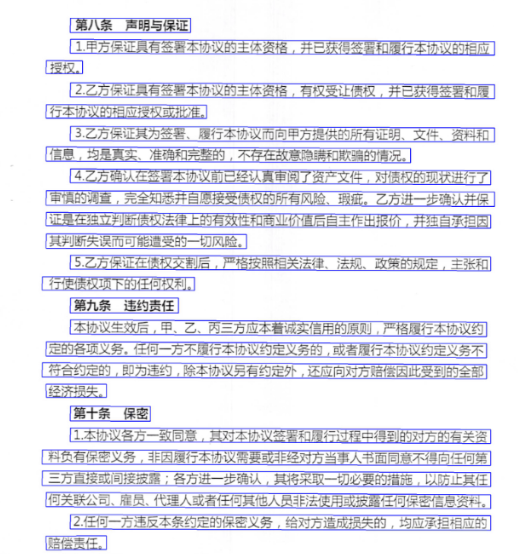 第八条 声明与保证
1.甲方保证具有签署本协议的主体资格，并已获得签署和履行本协议的相应
授权。
2.乙方保证具有签署本协议的主体资格，有权受让债权，并已获得签署和履
行本协议的相应授权或批准。
3.乙方保证其为签署、履行本协议而向甲方提供的所有证明、文件、资料和
信息，均是真实、准确和完整的，不存在故意隐瞒和欺骗的情况。
4.乙方确认在签署本协议前已经认真审阅了资产文件，对债权的现状进行了
审慎的调查，完全知悉并自愿接受债权的所有风险、瑕疵。乙方进一步确认并保
证是在独立判断债权法律上的有效性和商业价值后自主作出报价，并独自承担因
其判断失误而可能遭受的一切风险。
5.乙方保证在债权交割后，严格按照相关法律、法规、政策的规定，主张和
行使债权项下的任何权利。
第九条 违约责任
本协议生效后，甲、乙、丙三方应本着诚实信用的原则，严格履行本协议约
定的各项义务。任何一方不履行本协议约定义务的，或者履行本协议约定义务不
符合约定的，即为违约，除本协议另有约定外，还应向对方赔偿因此受到的全部
经济损失。
第十条 保密
1.本协议各方一致同意，其对本协议签署和履行过程中得到的对方的有关资
料负有保密义务，非因履行本协议需要或非经对方当事人书面同意不得向任何第
三方直接或间接披露；各方进一步确认，其将采取一切必要的措施，以防止其任
何关联公司、雇员、代理人或者任何其他人员非法使用或披露任何保密信息资料。
2.任何一方违反本条约定的保密义务，给对方造成损失的，均应承担相应的
赔偿责任。